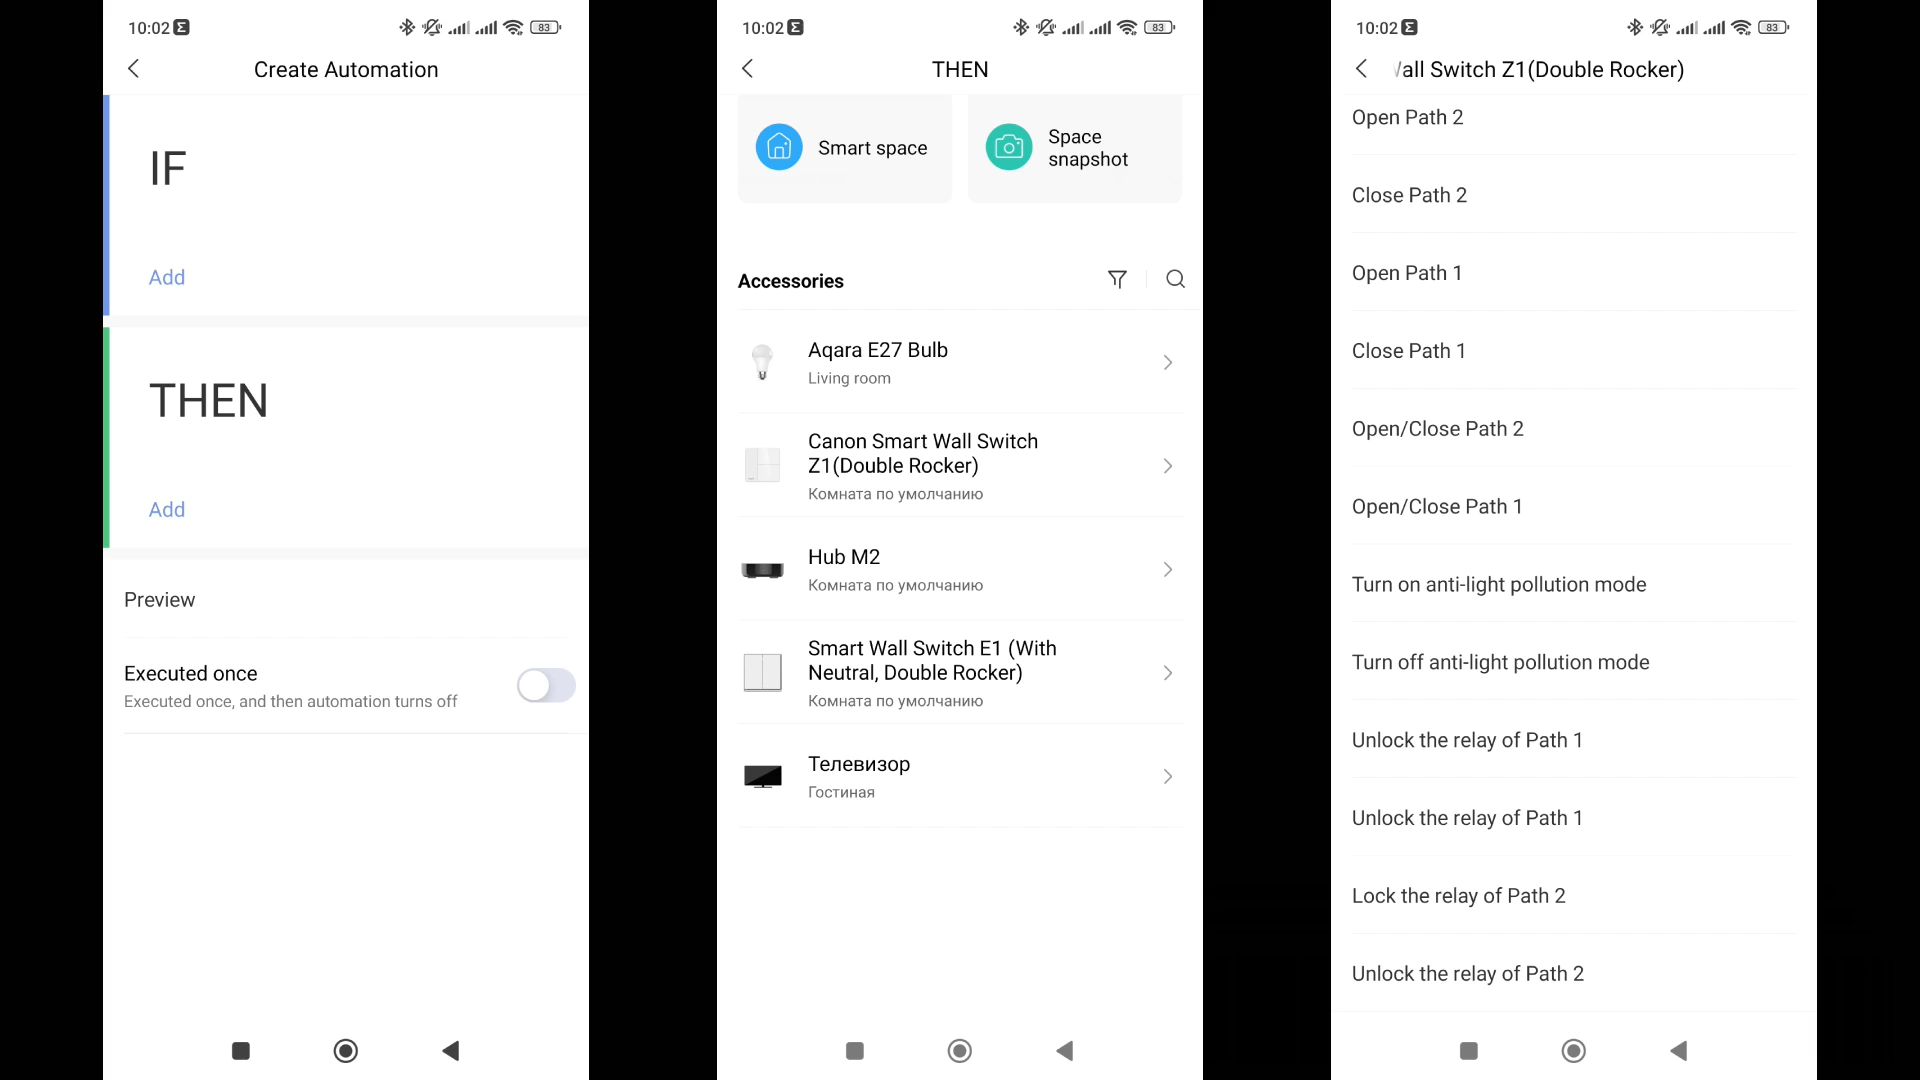 10:02
83
Create Automation
IF
Add
THEN
Add
Preview
Executed once
Executed once, and then automation turns off
10:02
83
THEN
Smart space
Space
snapshot
Accessories
Aqara E27 Bulb
Living room
Canon Smart Wall Switch
Z1(Double Rocker)
Комната по умолчанию
Hub M2
Комната по умолчанию
Smart Wall Switch E1 (With
Neutral, Double Rocker)
Комната по умолчанию
Телевизор
Гостиная
10:02
83
Wall Switch Z1(Double Rocker)
Open Path 2
Close Path 2
Open Path 1
Close Path 1
Open/Close Path 2
Open/Close Path 1
Turn on anti-light pollution mode
Turn off anti-light pollution mode
Unlock the relay of Path 1
Unlock the relay of Path 1
Lock the relay of Path 2
Unlock the relay of Path 2